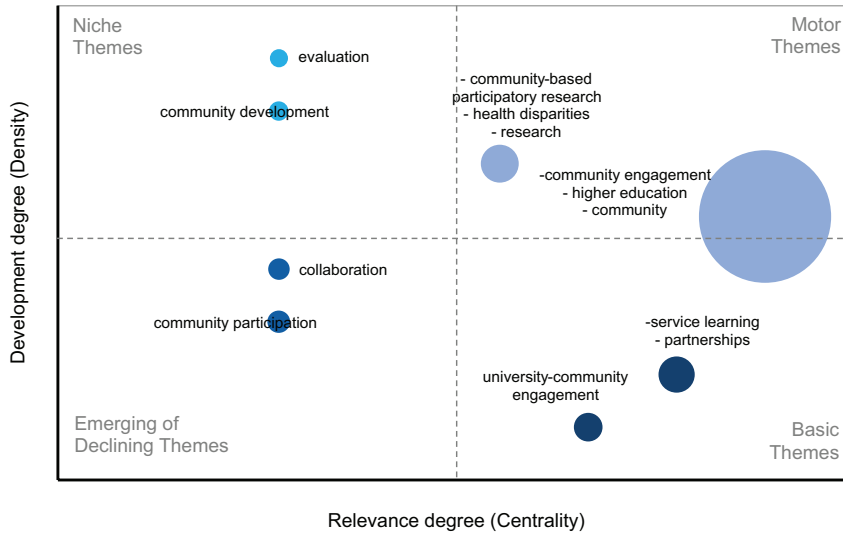 Niche
Themes
Motor
Themes
evaluation
community development
- community-based
participatory research
- health disparities
- research
-community engagement
- higher education
- community
Development degree (Density)
collaboration
community participation
-service learning
- partnerships
university-community
engagement
Emerging of
Declining Themes
Basic
Themes
Relevance degree (Centrality)